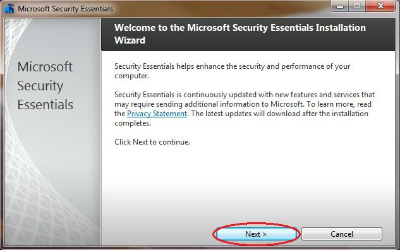 Microsoft Security Essentials
Welcome to the Microsoft Security Essentials Installation
Wizard
Microsoft
Security
Essentials
Security Essentials helps enhance the security and performance of your
computer.
Security Essentials is continuously updated with new features and services that
may require sending additional information to Microsoft. To learn more, read
the Privacy Statement. The latest updates will download after the installation
completes.
Click Next to continue.
Next >
Cancel